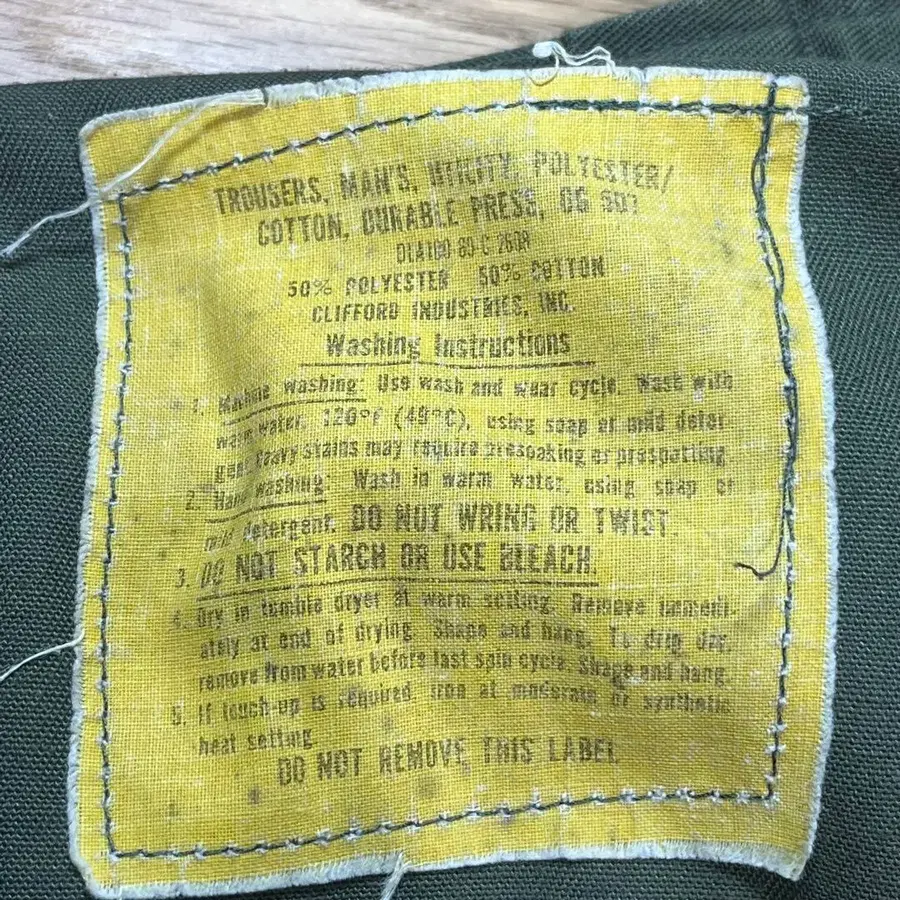 TROUSERS, MAN'S, UTILITY, POLYESTER/
COTTON, DURABLE PRESS, OG 507
DLA100 80-C
50% POLYESTER 50% COTTON
CLIFFORD INDUSTRIES, INC.
Washing Instructions
1. Machine washing: Use wash and wear cycle. Wash with
warm water, 120°F (49°C), using soap or mild deter-
gent. Heavy stains may require presoaking or prespotting
2. Hand washing: Wash in warm water, using soap or
mild detergent. DO NOT WRING OR TWIST.
3. DO NOT STARCH OR USE BLEACH.
4. Dry in tumble dryer at warm setting. Remove immedi-
ately at end of drying. Shape and hang. To drip dry,
remove from water before last spin cycle. Shape and hang.
5. If touch-up is required, iron at moderate or synthetic
heat setting
DO NOT REMOVE THIS LABEL